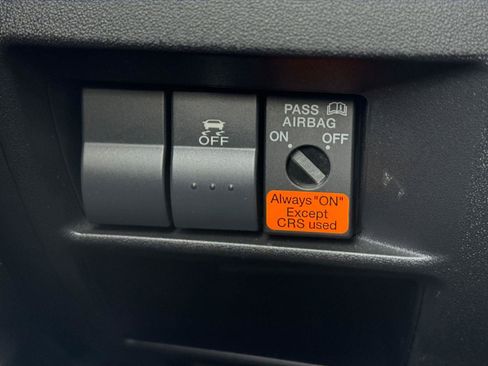 OFF
PASS
AIRBAG
ON OFF
Always "ON"
Except
CRS used